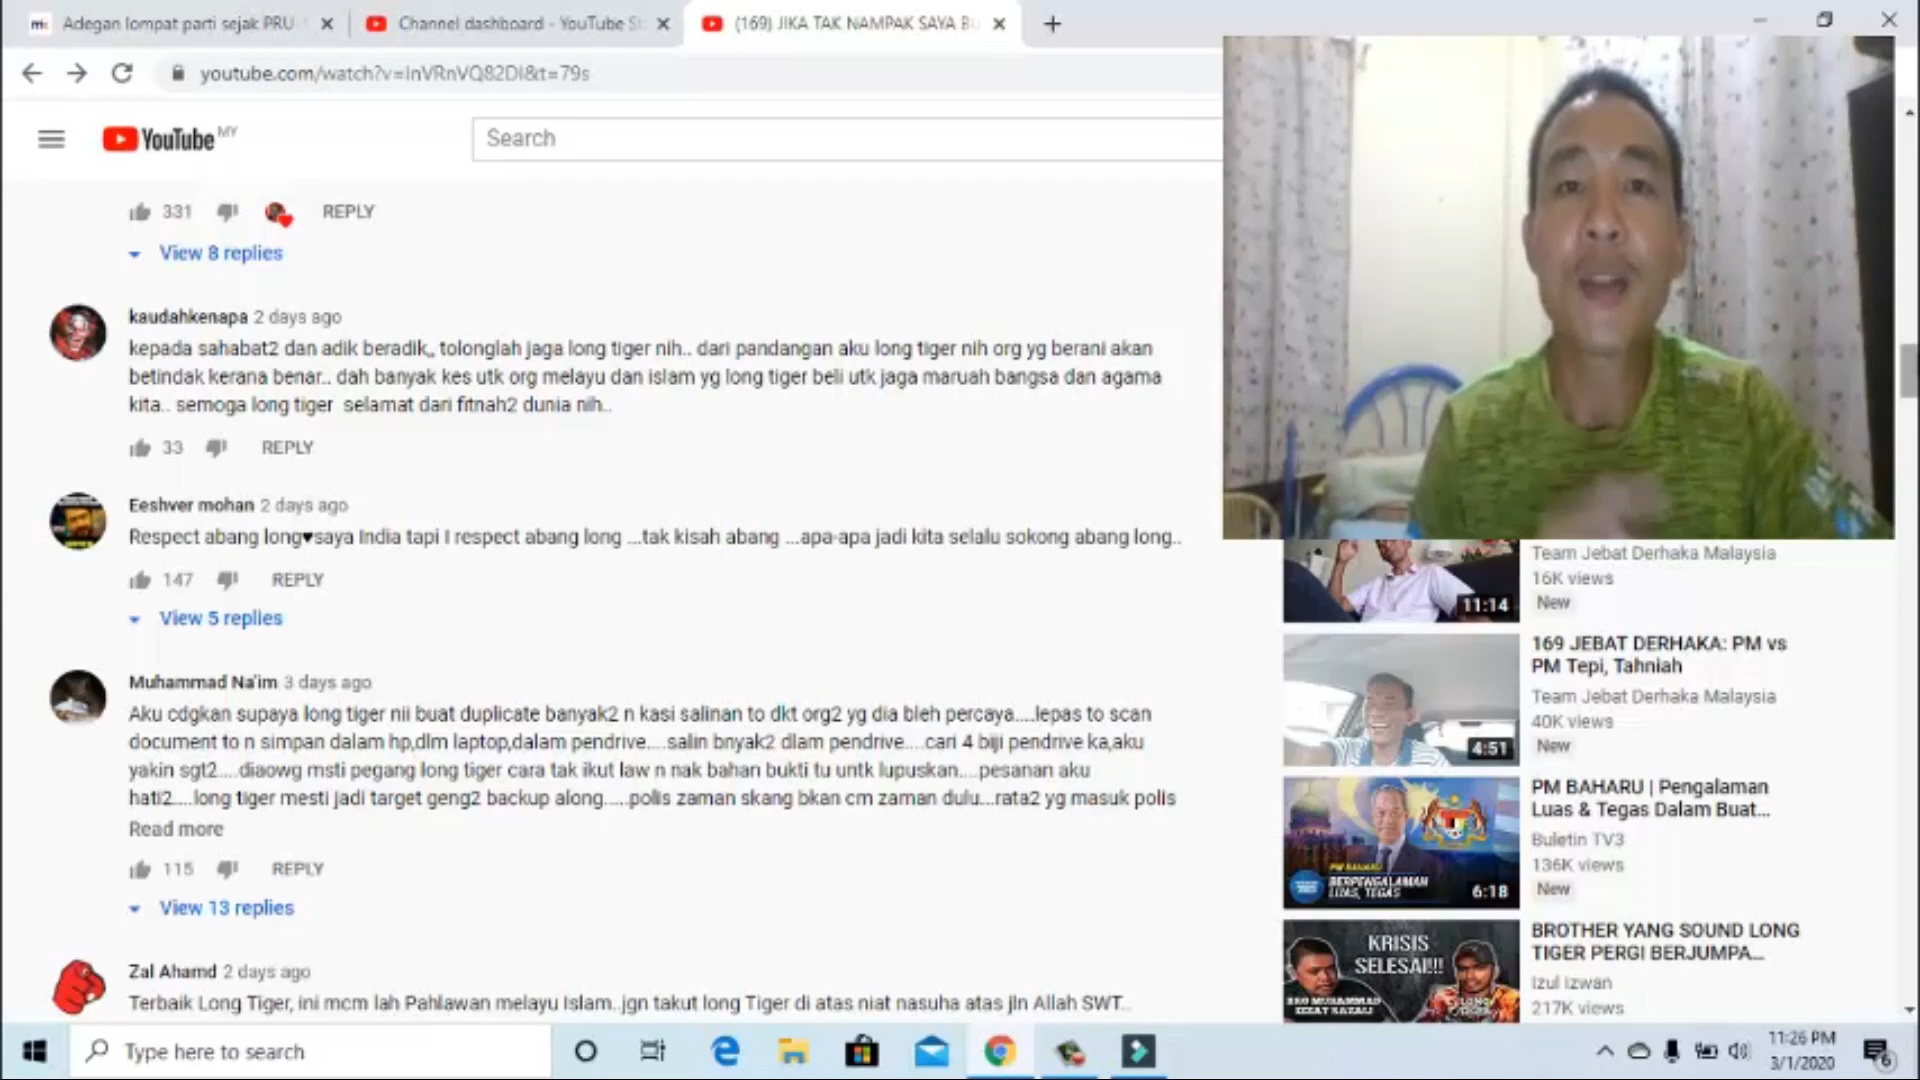 Adegan lompat parti sejak PRU
Channel dashboard - YouTube St
(169) JIKA TAK NAMPAK SAYA BU
youtube.com/watch?v=InVRnVQ82DI&t=79s
YouTube MY
Search
331 REPLY
View 8 replies
kaudahkenapa 2 days ago
kepada sahabat2 dan adik beradik,, tolonglah jaga long tiger nih.. dari pandangan aku long tiger nih org yg berani akan
betindak kerana benar.. dah banyak kes utk org melayu dan islam yg long tiger beli utk jaga maruah bangsa dan agama
kita.. semoga long tiger selamat dari fitnah2 dunia nih..
33 REPLY
Eeshver mohan 2 days ago
Respect abang long♥saya India tapi I respect abang long ...tak kisah abang ...apa-apa jadi kita selalu sokong abang long..
147 REPLY
View 5 replies
Muhammad Na'im 3 days ago
Aku cdgkan supaya long tiger nii buat duplicate banyak2 n kasi salinan to dkt org2 yg dia bleh percaya....lepas to scan
document to n simpan dalam hp,dlm laptop,dalam pendrive....salin bnyak2 dlam pendrive....cari 4 biji pendrive ka,aku
yakin sgt2....diaowg msti pegang long tiger cara tak ikut law n nak bahan bukti tu untk lupuskan....pesanan aku
hati2....long tiger mesti jadi target geng2 backup along.....polis zaman skang bkan cm zaman dulu...rata2 yg masuk polis
Read more
115 REPLY
View 13 replies
Zal Ahamd 2 days ago
Terbaik Long Tiger, ini mcm lah Pahlawan melayu Islam..jgn takut long Tiger di atas niat nasuha atas jln Allah SWT..
Team Jebat Derhaka Malaysia
16K views
New
11:14
169 JEBAT DERHAKA: PM vs
PM Tepi, Tahniah
Team Jebat Derhaka Malaysia
40K views
New
4:51
PM BAHARU | Pengalaman
Luas & Tegas Dalam Buat...
Buletin TV3
136K views
New
PM BAHARU
BERPENGALAMAN
LUAS, TEGAS
6:18
BROTHER YANG SOUND LONG
TIGER PERGI BERJUMPA...
Izul Izwan
217K views
KRISIS
SELESAI!!!
BRO MUHAMMAD
IZZAT RAZALI
LONG
TIGER
Type here to search
11:26 PM
3/1/2020
6